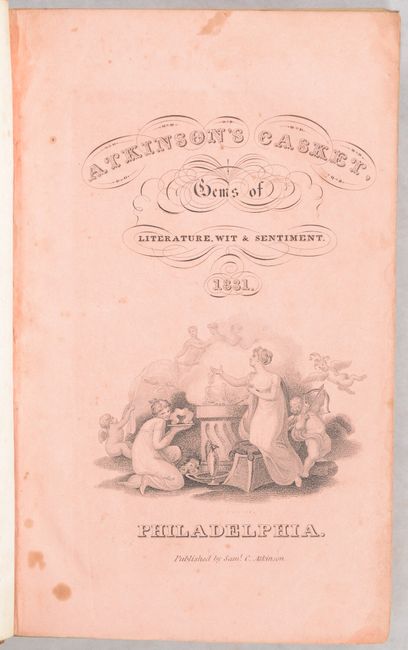 ATKINSON'S CASKET,
Gems of
LITERATURE, WIT & SENTIMENT.
1831.
PHILADELPHIA.
Published by Saml. C. Atkinson.